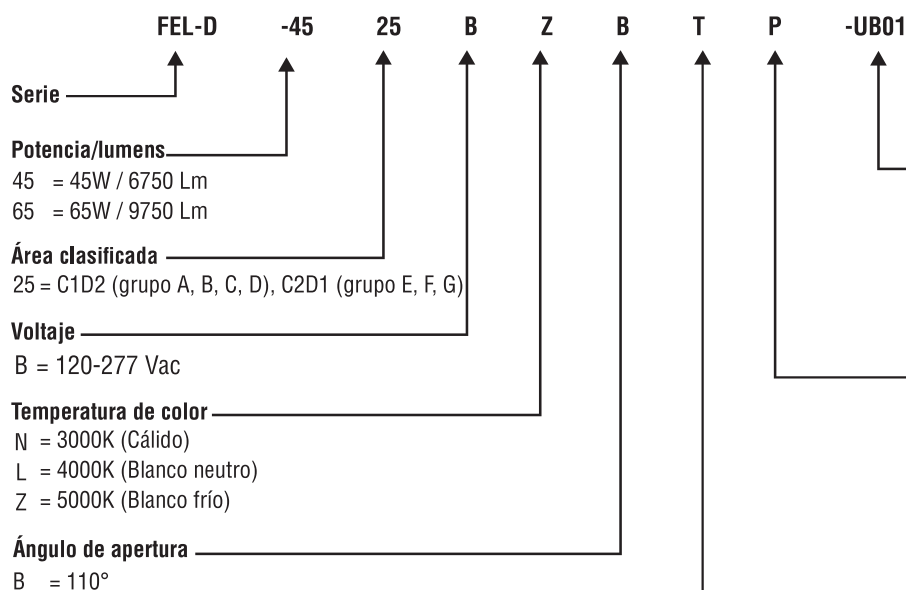 FEL-D -45 25 B Z B T P -UB01
Serie
Potencia/lumens
45 = 45W / 6750 Lm
65 = 65W / 9750 Lm
Área clasificada
25 = C1D2 (grupo A, B, C, D), C2D1 (grupo E, F, G)
Voltaje
B = 120-277 Vac
Temperatura de color
N = 3000K (Cálido)
L = 4000K (Blanco neutro)
Z = 5000K (Blanco frío)
Ángulo de apertura
B = 110°